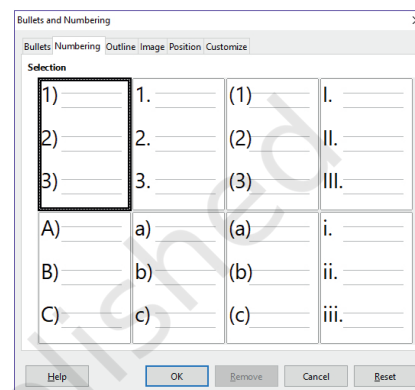 Bullets and Numbering
Bullets Numbering Outline Image Position Customize
Selection
1) 1. (1) I.
2) 2. (2) II.
3) 3. (3) III.
A) a) (a) i.
B) b) (b) ii.
C) c) (c) iii.
Help OK Remove Cancel Reset